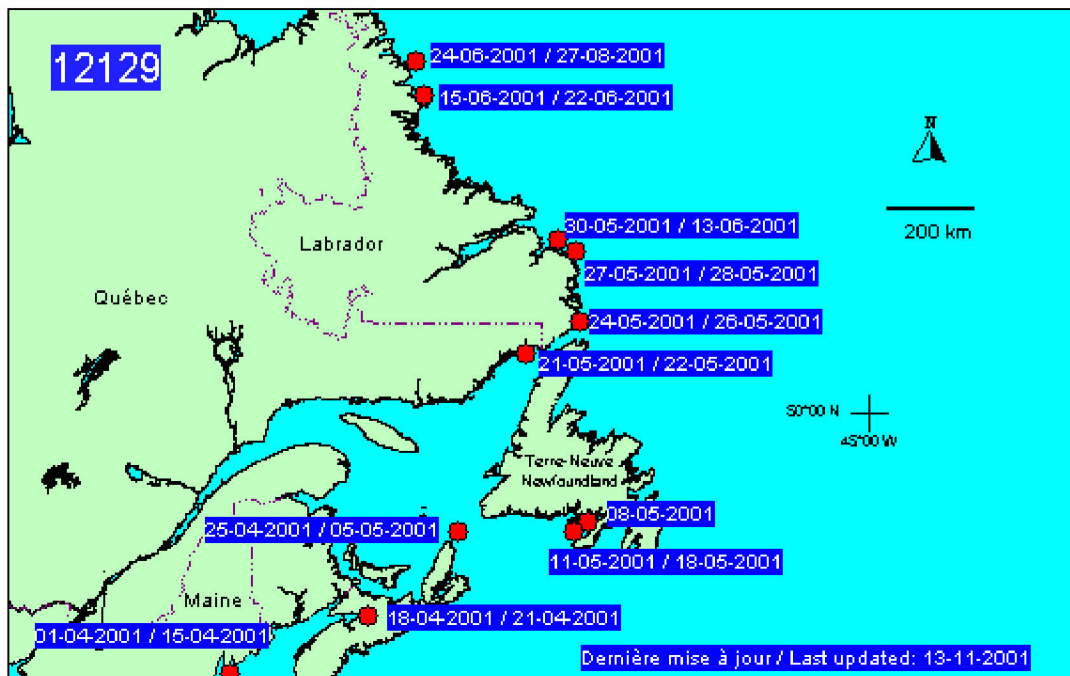 12129
24-06-2001 / 27-08-2001
15-06-2001 / 22-06-2001
N
200 km
30-05-2001 / 13-06-2001
Labrador
27-05-2001 / 28-05-2001
Québec
24-05-2001 / 26-05-2001
21-05-2001 / 22-05-2001
50°00 N
45°00 W
Terre-Neuve
Newfoundland
08-05-2001
25-04-2001 / 05-05-2001
11-05-2001 / 18-05-2001
Maine
18-04-2001 / 21-04-2001
01-04-2001 / 15-04-2001
Dernière mise à jour / Last updated: 13-11-2001